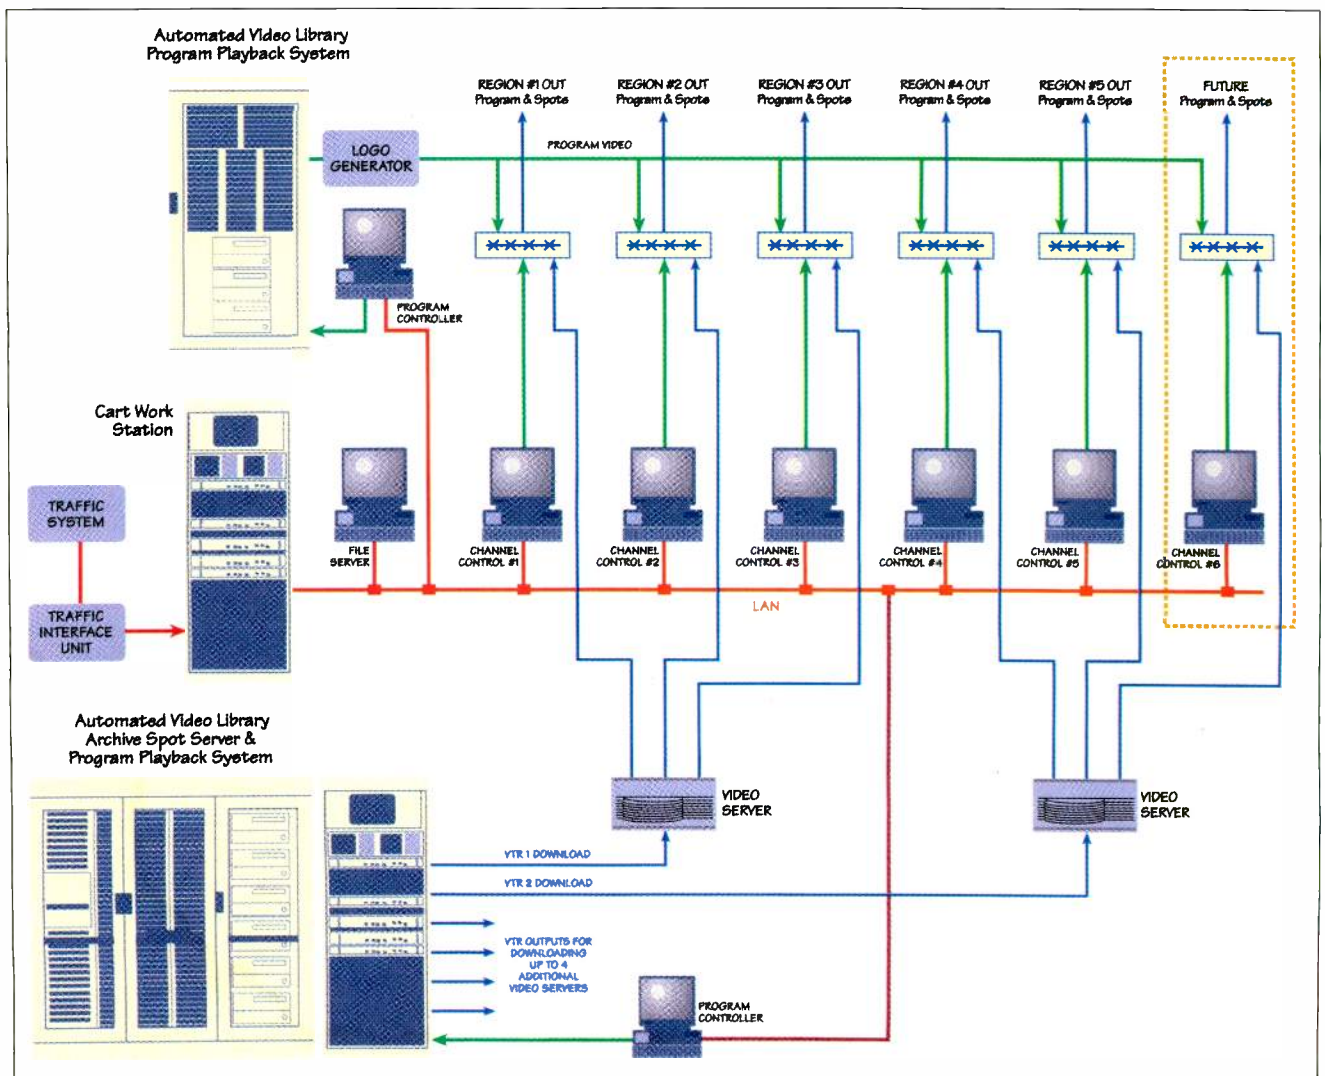 Automated Video Library
Program Playback System
REGION #1 OUT
Program & Spots
REGION #2 OUT
Program & Spots
REGION #3 OUT
Program & Spots
REGION #4 OUT
Program & Spots
REGION #5 OUT
Program & Spots
FUTURE
Program & Spots
LOGO
GENERATOR
PROGRAM VIDEO
PROGRAM
CONTROLLER
Cart Work
Station
TRAFFIC
SYSTEM
FILE
SERVER
CHANNEL
CONTROL #1
CHANNEL
CONTROL #2
CHANNEL
CONTROL #3
CHANNEL
CONTROL #4
CHANNEL
CONTROL #5
CHANNEL
CONTROL #6
LAN
TRAFFIC
INTERFACE
UNIT
Automated Video Library
Archive Spot Server &
Program Playback System
VIDEO
SERVER
VIDEO
SERVER
VTR 1 DOWNLOAD
VTR 2 DOWNLOAD
VTR OUTPUTS FOR
DOWNLOADING
UP TO 4
ADDITIONAL
VIDEO SERVERS
PROGRAM
CONTROLLER